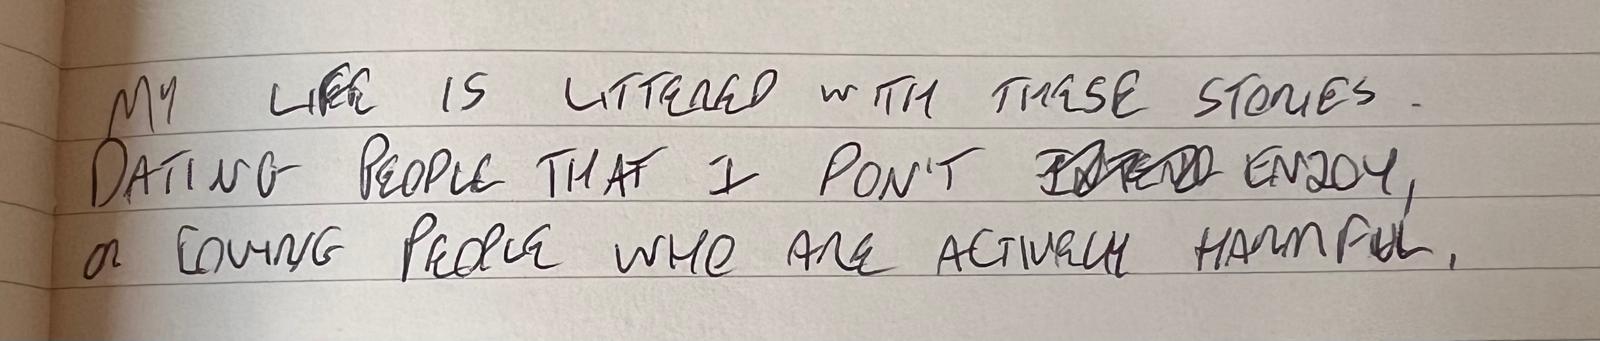 MY LIFE IS LITTERED WITH THESE STORIES.
DATING PEOPLE THAT I DON'T ENJOY,
OR LOVING PEOPLE WHO ARE ACTIVELY HARMFUL.